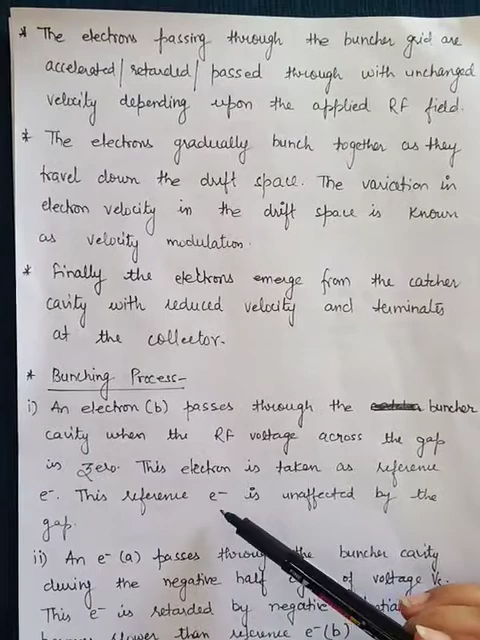 * The electrons passing through the buncher grid are
accelerated/retarded/passed through with unchanged
velocity depending upon the applied RF field.
* The electrons gradually bunch together as they
travel down the drift space. The variation in
electron velocity in the drift space is known
as velocity modulation.
* Finally the electrons emerge from the catcher
cavity with reduced velocity and terminates
at the collector.
* Bunching Process-
i) An electron (b) passes through the buncher
cavity when the RF voltage across the gap
is zero. This electron is taken as reference
e-. This reference e- is unaffected by the
gap.
ii) An e- (a) passes through the buncher cavity
during the negative half of voltage
This e- is retarded by negative
slower than reference e- (b)